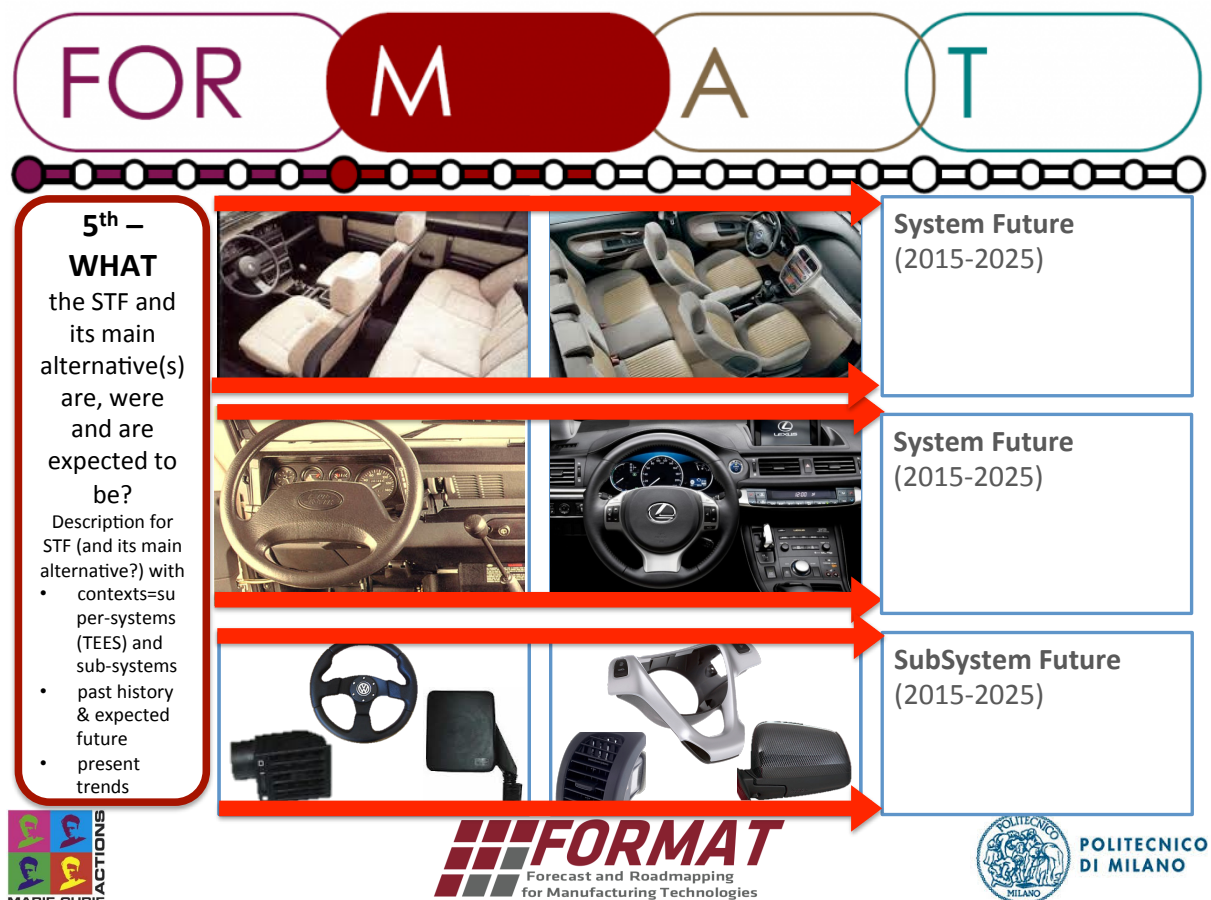 FOR M A T
5th –
WHAT
the STF and
its main
alternative(s)
are, were
and are
expected to
be?
Description for
STF (and its main
alternative?) with
• contexts=su
per-systems
(TEES) and
sub-systems
• past history
& expected
future
• present
trends
System Future
(2015-2025)
LEXUS
System Future
(2015-2025)
SubSystem Future
(2015-2025)
MARIE CURIE
ACTIONS
FORMAT
Forecast and Roadmapping
for Manufacturing Technologies
POLITECNICO
MILANO
POLITECNICO
DI MILANO